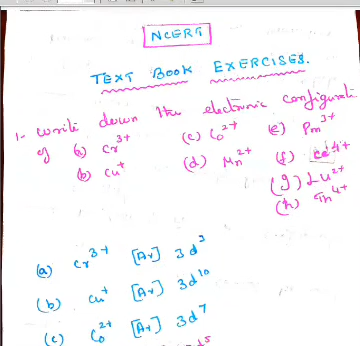 NCERT
TEXT BOOK EXERCISES.
1- write down the electronic configurati
of (a) Cr³⁺ (c) Co²⁺ (e) Pm³⁺
(b) Cu⁺ (d) Mn²⁺ (f) Ce⁴⁺
(g) Lu²⁺
(h) Th⁴⁺
(a) Cr³⁺ [Ar] 3d³
(b) Cu⁺ [Ar] 3d¹⁰
(c) Co²⁺ [Ar] 3d⁷